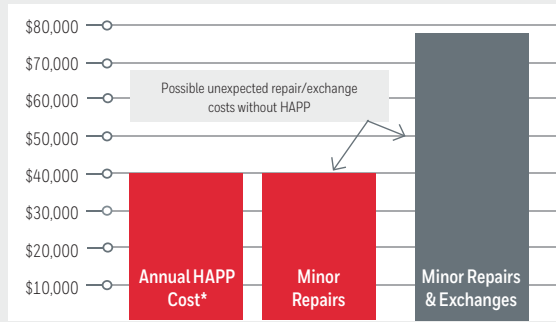 $80,000
$70,000
$60,000
$50,000
$40,000
$30,000
$20,000
$10,000
Possible unexpected repair/exchange
costs without HAPP
Annual HAPP
Cost*
Minor
Repairs
Minor Repairs
& Exchanges